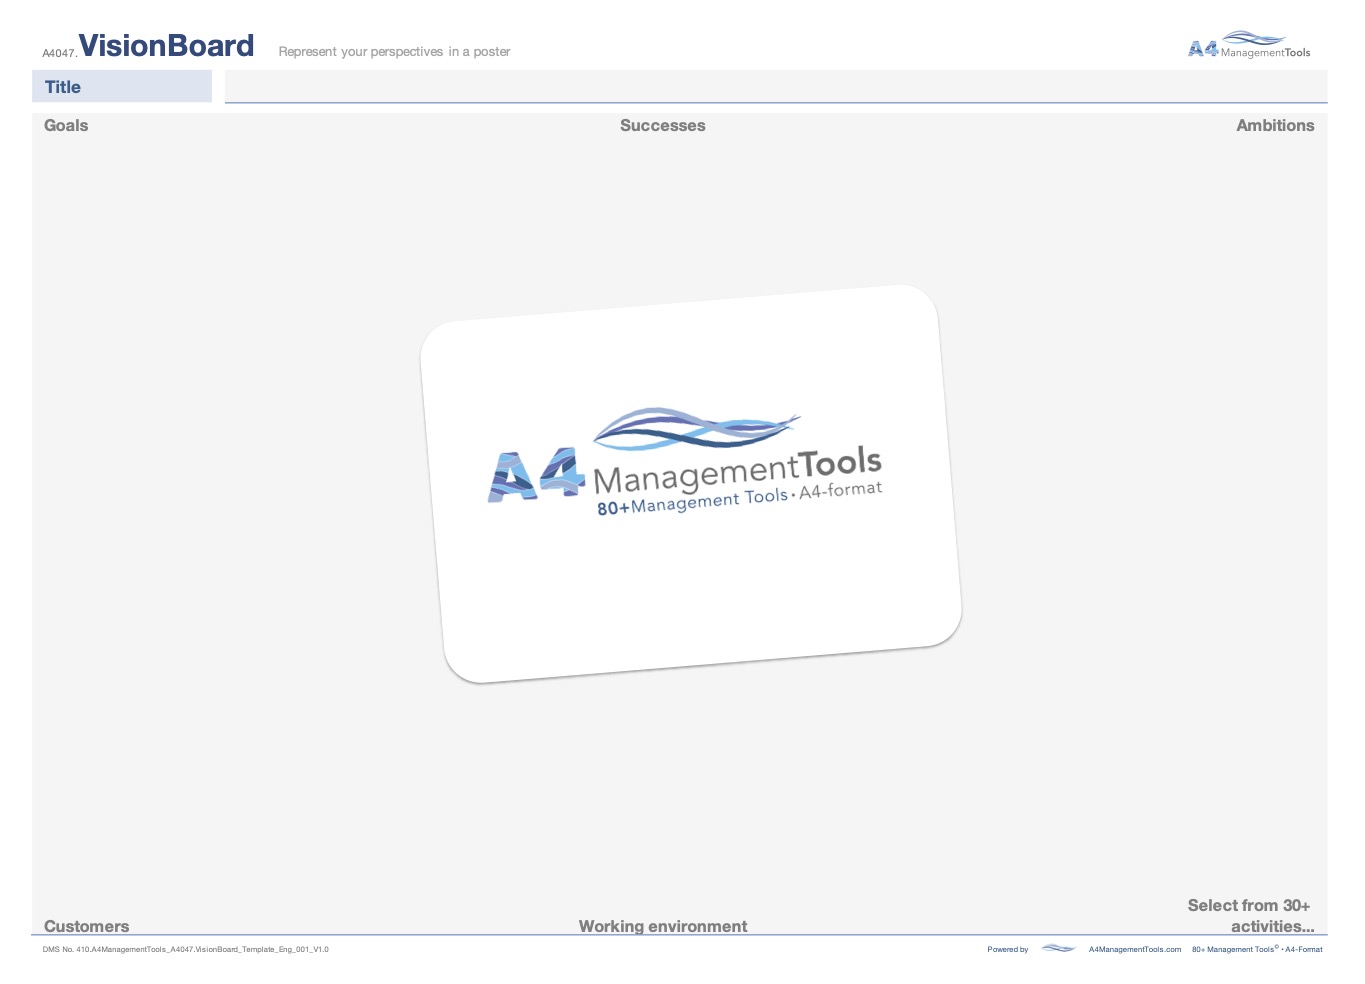 A4047.VisionBoard Represent your perspectives in a poster
A4 ManagementTools
Title
Goals Successes Ambitions
A4 ManagementTools
80+Management Tools • A4-format
Select from 30+
Customers Working environment activities...
DMS No. 410.A4ManagementTools_A4047.VisionBoard_Template_Eng_001_V1.0 Powered by A4ManagementTools.com 80+ Management Tools© • A4-Format